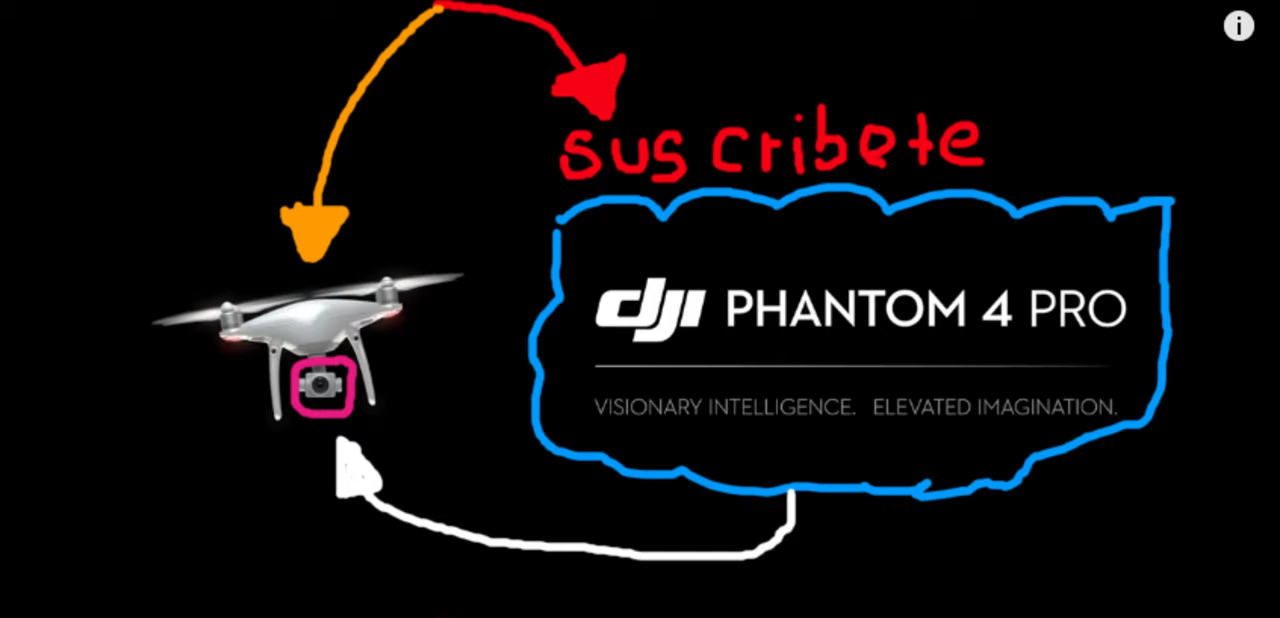 sus cribete
dji PHANTOM 4 PRO
VISIONARY INTELLIGENCE. ELEVATED IMAGINATION.